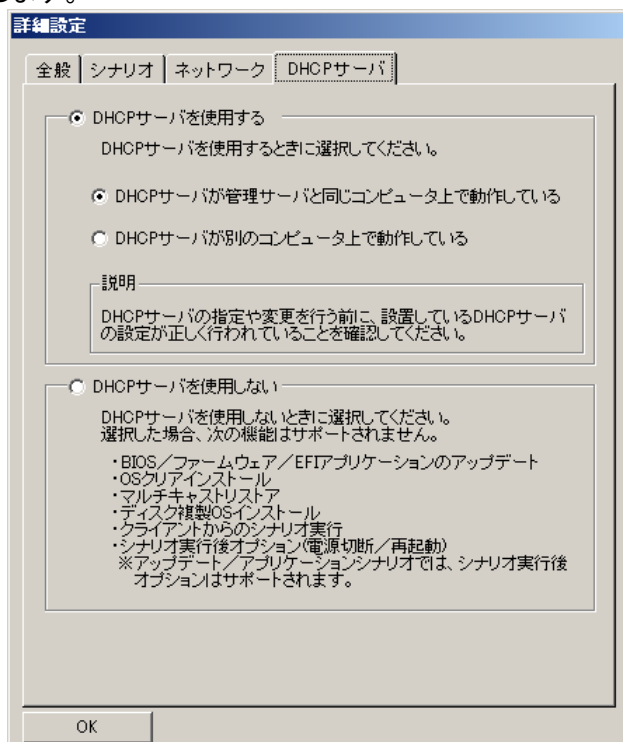 詳細設定
全般 シナリオ ネットワーク DHCPサーバ
DHCPサーバを使用する
DHCPサーバを使用するときに選択してください。
DHCPサーバが管理サーバと同じコンピュータ上で動作している
DHCPサーバが別のコンピュータ上で動作している
説明
DHCPサーバの指定や変更を行う前に、設置しているDHCPサーバ
の設定が正しく行われていることを確認してください。
DHCPサーバを使用しない
DHCPサーバを使用しないときに選択してください。
選択した場合、次の機能はサポートされません。
・BIOS/ファームウェア/EFIアプリケーションのアップデート
・OSクリアインストール
・マルチキャストリストア
・ディスク複製OSインストール
・クライアントからのシナリオ実行
・シナリオ実行後オプション(電源切断/再起動)
※アップデート/アプリケーションシナリオでは、シナリオ実行後
オプションはサポートされます。
OK